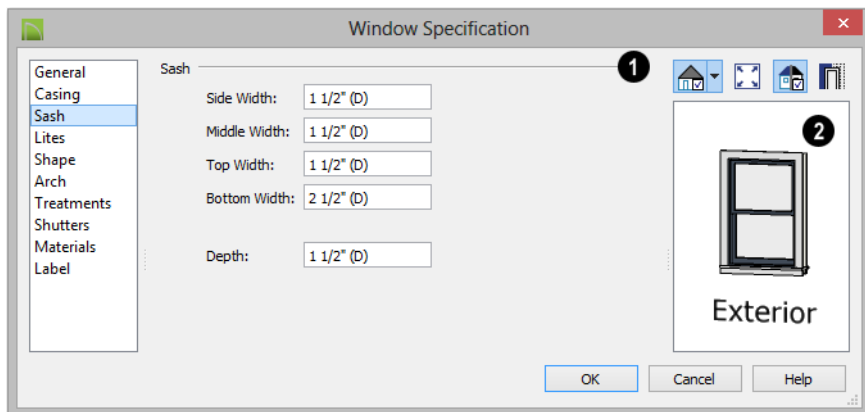 Window Specification
General
Casing
Sash
Lites
Shape
Arch
Treatments
Shutters
Materials
Label
Sash
Side Width: 1 1/2" (D)
Middle Width: 1 1/2" (D)
Top Width: 1 1/2" (D)
Bottom Width: 2 1/2" (D)
Depth: 1 1/2" (D)
1
2
Exterior
OK Cancel Help